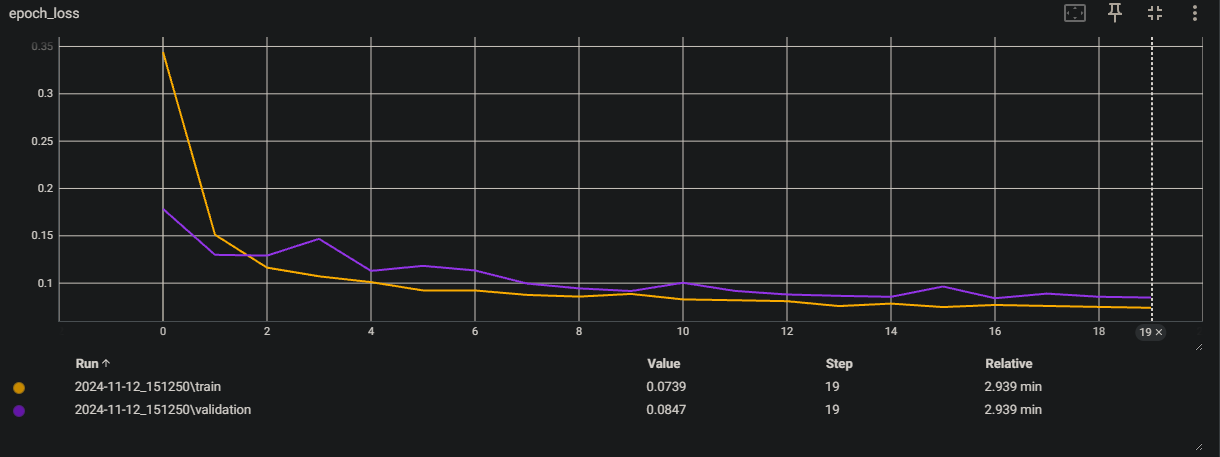 epoch_loss
0.35
0.3
0.25
0.2
0.15
0.1
0 2 4 6 8 10 12 14 16 18 19 ×
Run ↑ Value Step Relative
2024-11-12_151250\train 0.0739 19 2.939 min
2024-11-12_151250\validation 0.0847 19 2.939 min